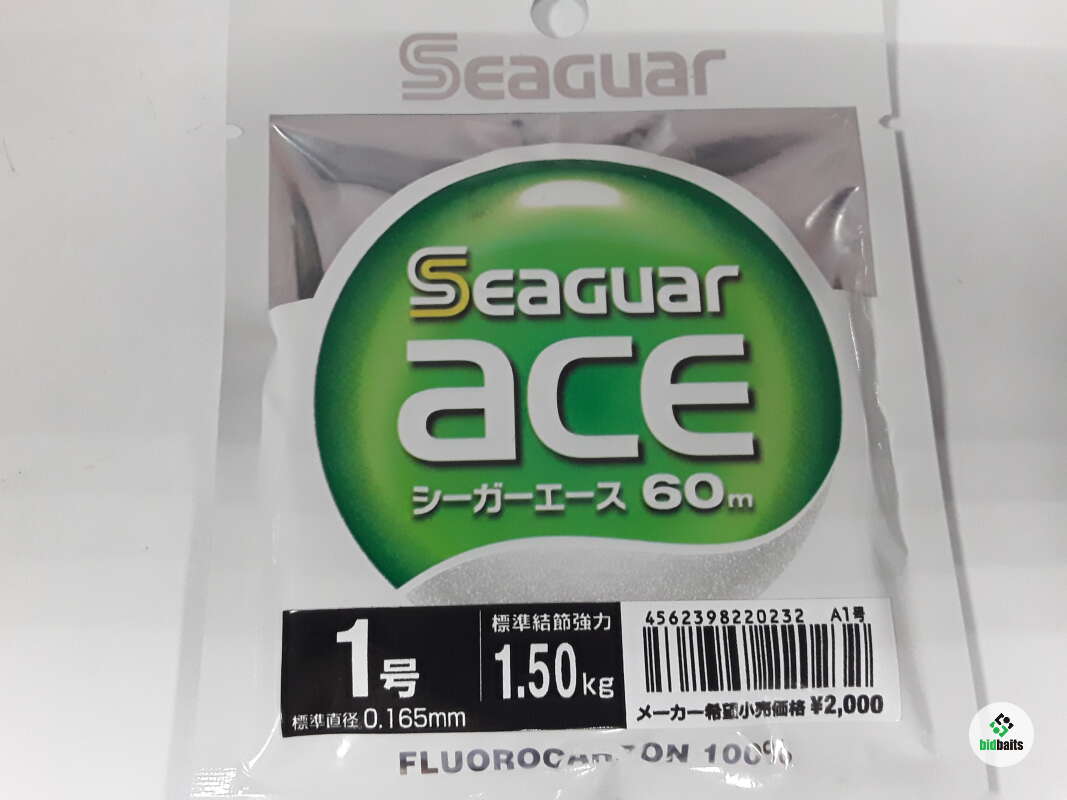 Seaguar
Seaguar
ace
シーガーエース 60m
1号
標準直径 0.165mm
標準結節強力
1.50kg
4562398220232 A1号
メーカー希望小売価格 ¥2,000
FLUOROCARBON 100%
bidbaits